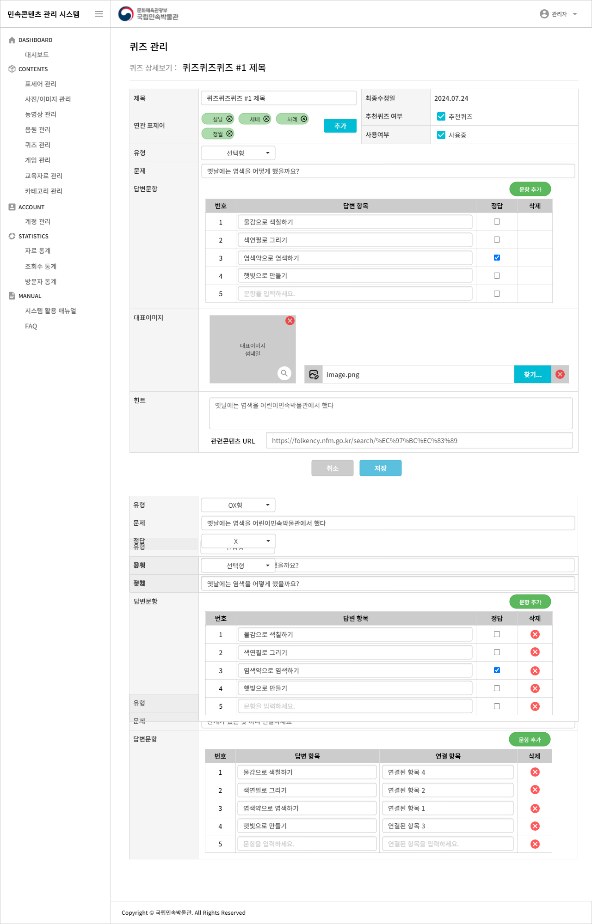 민속콘텐츠 관리 시스템
문화체육관광부
국립민속박물관
관리자
DASHBOARD
대시보드
CONTENTS
표제어 관리
사진/이미지 관리
동영상 관리
음원 관리
퀴즈 관리
게임 관리
교육자료 관리
카테고리 관리
ACCOUNT
계정 관리
STATISTICS
자료 통계
조회수 통계
방문자 통계
MANUAL
시스템 활용 매뉴얼
FAQ
퀴즈 관리
퀴즈 상세보기 : 퀴즈퀴즈퀴즈 #1 제목
제목
퀴즈퀴즈퀴즈 #1 제목
최종수정일
2024.07.24
연관 표제어
설날
정월
추가
추천퀴즈 여부
추천퀴즈
사용여부
사용중
유형
선택형
문제
옛날에는 염색을 어떻게 했을까요?
답변문항
문항 추가
번호 답변 항목 정답 삭제
1 물감으로 색칠하기
2 색연필로 그리기
3 염색약으로 염색하기
4 햇빛으로 만들기
5 문항을 입력하세요.
대표이미지
대표이미지
썸네일
image.png
찾기...
힌트
옛날에는 염색을 어린이민속박물관에서 했다
관련콘텐츠 URL
https://folkency.nfm.go.kr/search/%EC%97%BC%EC%83%89
취소
저장
유형
OX형
문제
옛날에는 염색을 어린이민속박물관에서 했다
정답
X
유형
선택형
을까요?
옛날에는 염색을 어떻게 했을까요?
답변문항
문항 추가
번호 답변 항목 정답 삭제
1 물감으로 색칠하기
2 색연필로 그리기
3 염색약으로 염색하기
4 햇빛으로 만들기
5 문항을 입력하세요.
유형
문제
답변문항
문항 추가
번호 답변 항목 연결 항목 삭제
1 물감으로 색칠하기 연결된 항목 4
2 색연필로 그리기 연결된 항목 2
3 염색약으로 염색하기 연결된 항목 1
4 햇빛으로 만들기 연결된 항목 3
5 문항을 입력하세요. 연결된 항목을 입력하세요.
Copyright © 국립민속박물관. All Rights Reserved